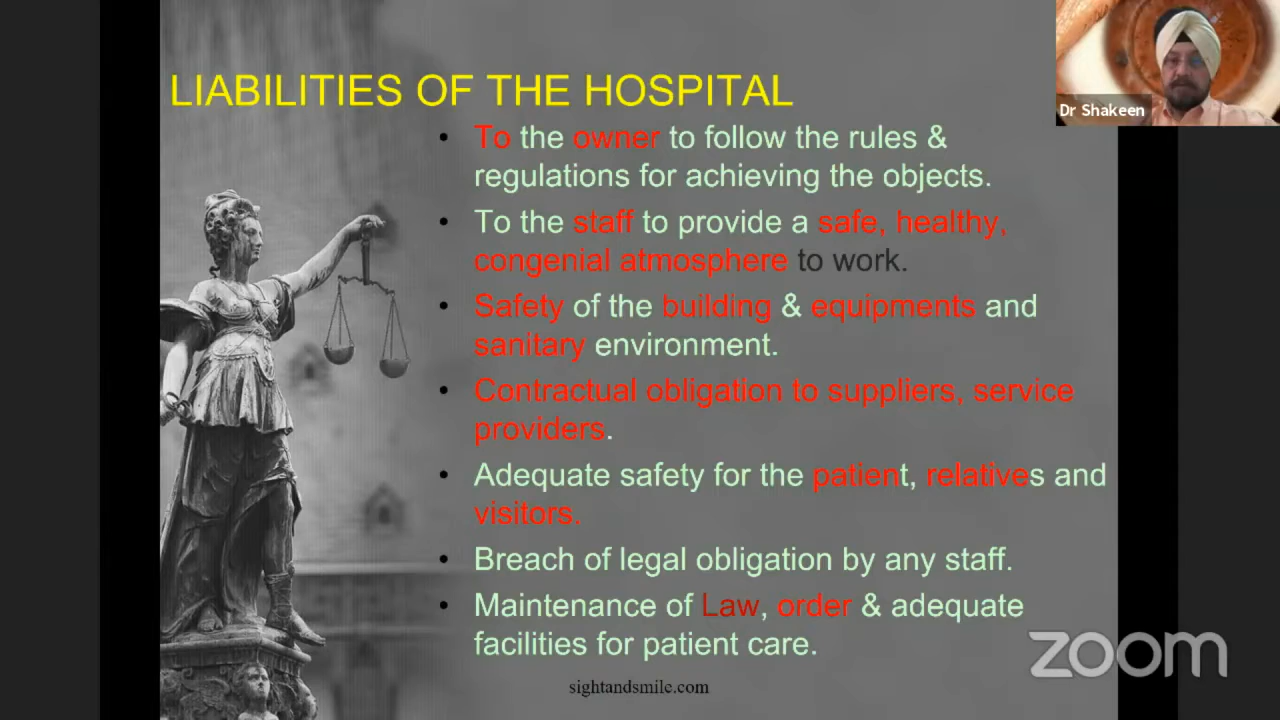 LIABILITIES OF THE HOSPITAL
Dr Shakeen
• To the owner to follow the rules &
regulations for achieving the objects.
• To the staff to provide a safe, healthy,
congenial atmosphere to work.
• Safety of the building & equipments and
sanitary environment.
• Contractual obligation to suppliers, service
providers.
• Adequate safety for the patient, relatives and
visitors.
• Breach of legal obligation by any staff.
• Maintenance of Law, order & adequate
facilities for patient care.
zoom
sightandsmile.com